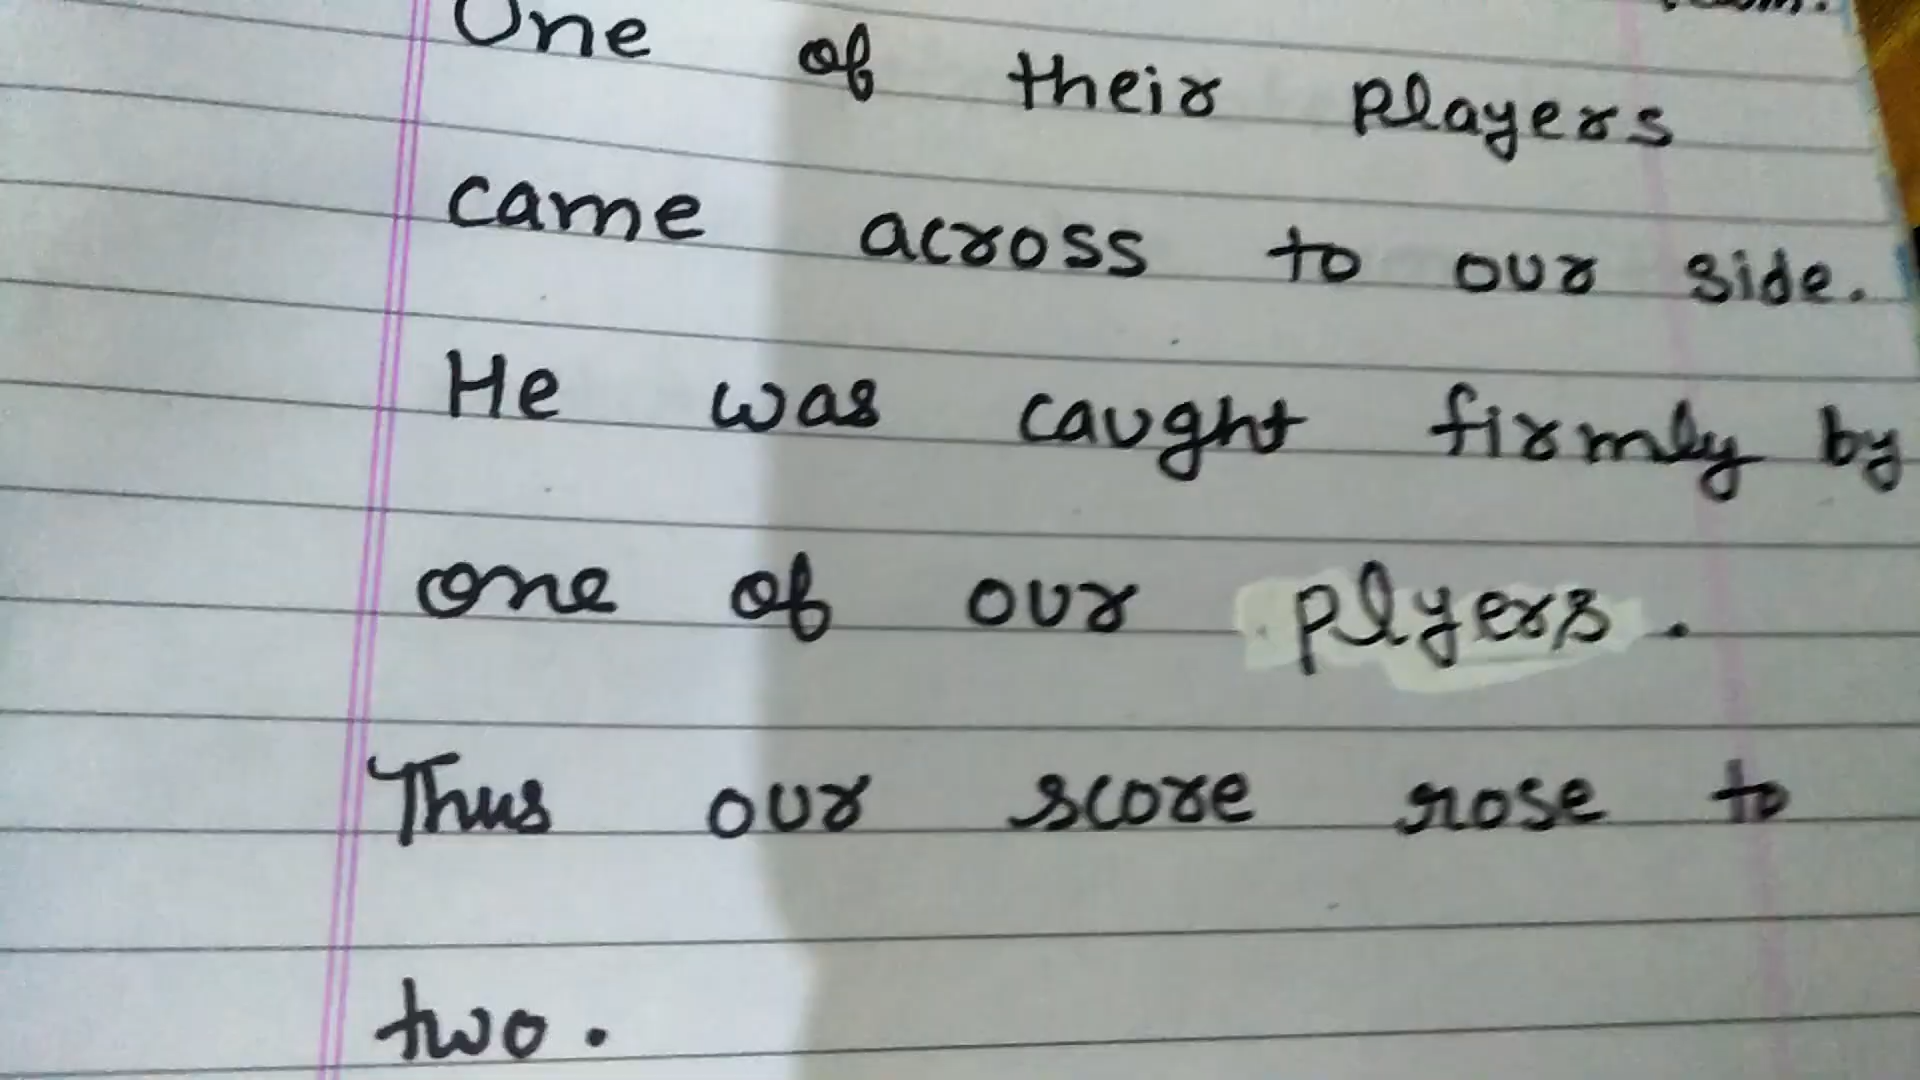 One of their players
came across to our side.
He was caught firmly by
one of our plyers.
Thus our score rose to
two.